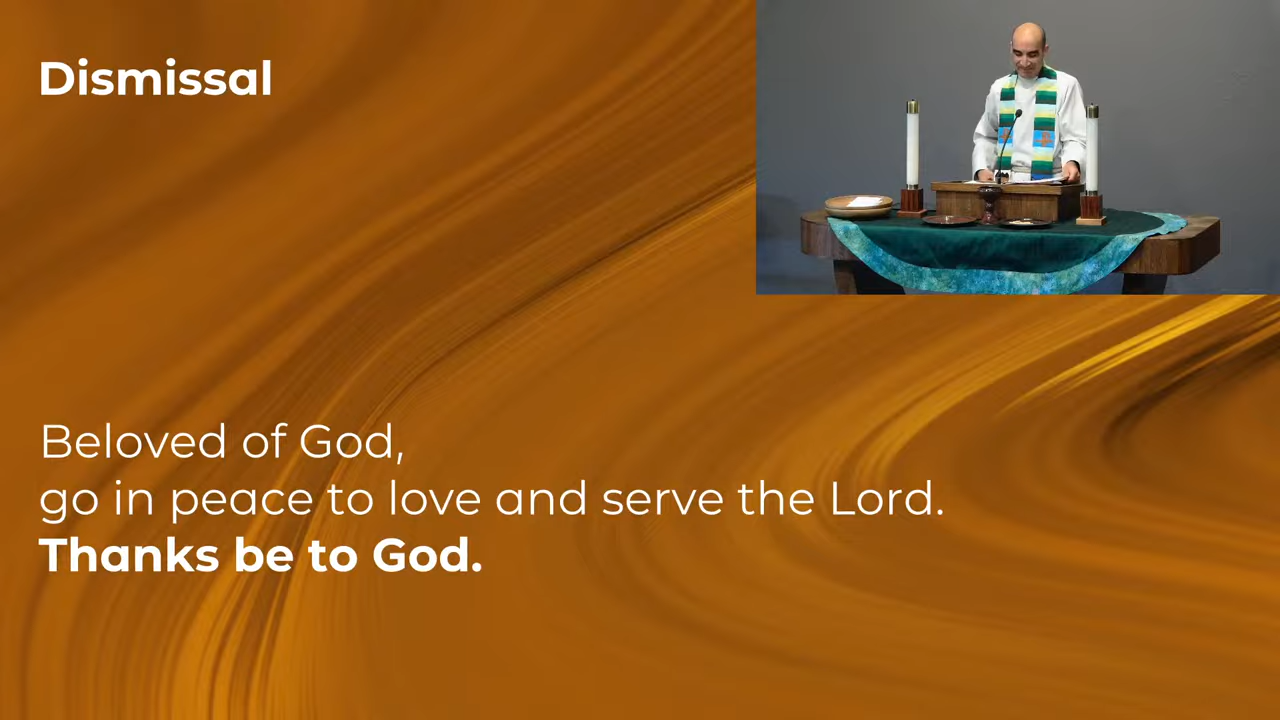 Dismissal
Beloved of God,
go in peace to love and serve the Lord.
Thanks be to God.